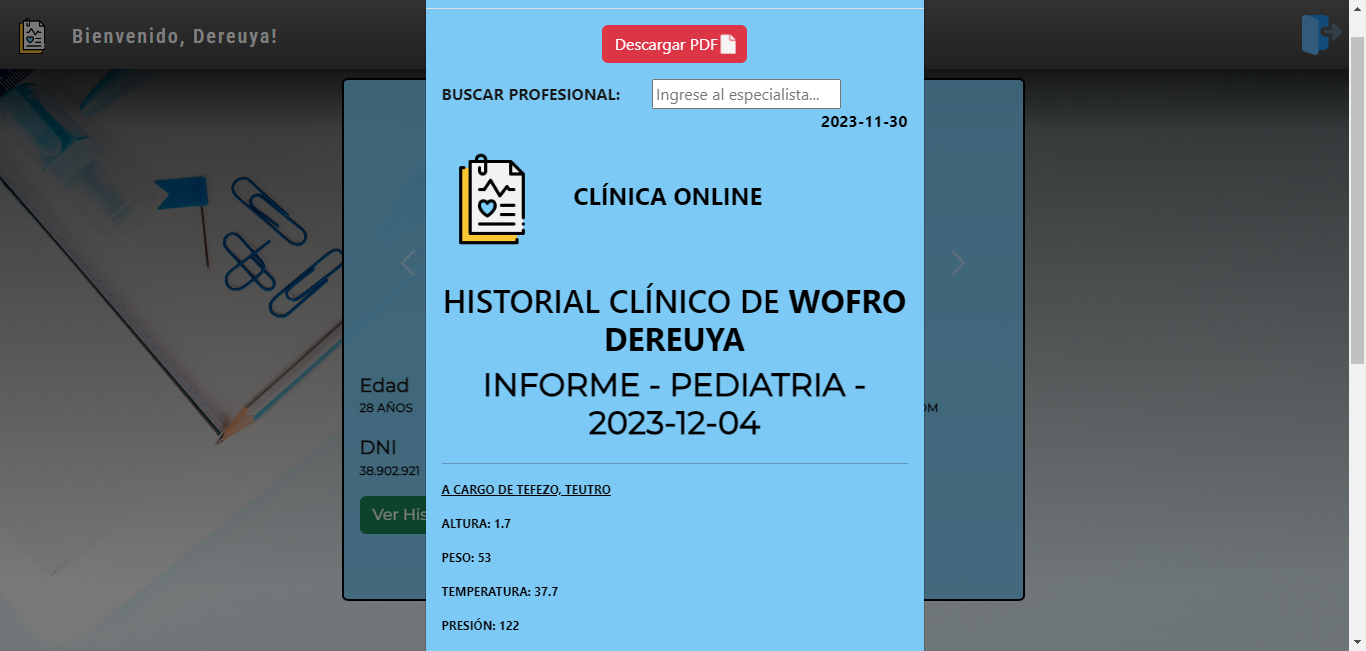 Bienvenido, Dereuya!
Descargar PDF
BUSCAR PROFESIONAL: Ingrese al especialista...
2023-11-30
CLÍNICA ONLINE
HISTORIAL CLÍNICO DE WOFRO
DEREUYA
INFORME - PEDIATRIA -
2023-12-04
A CARGO DE TEFEZO, TEUTRO
ALTURA: 1.7
PESO: 53
TEMPERATURA: 37.7
PRESIÓN: 122
Edad
28 AÑOS
DNI
38.902.921
Ver His
OM